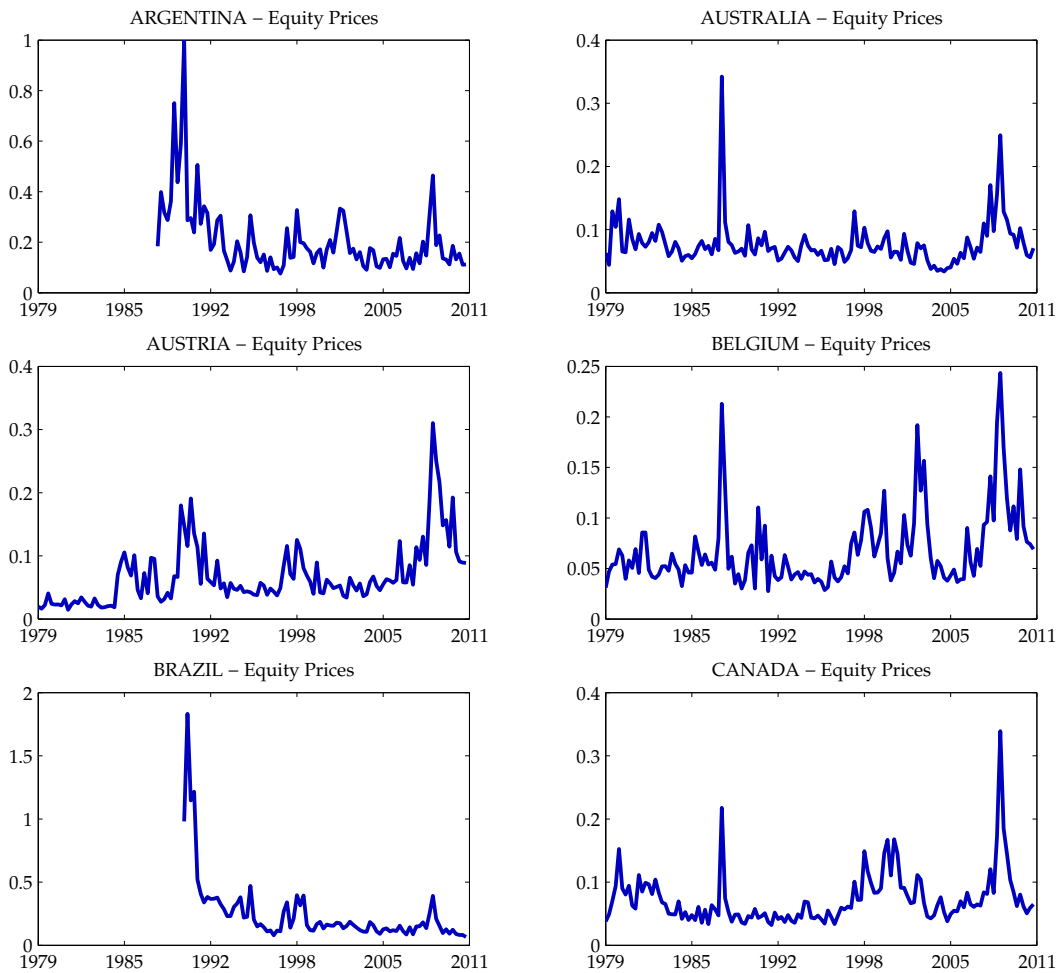 ARGENTINA – Equity Prices
1
0.8
0.6
0.4
0.2
0
1979 1985 1992 1998 2005 2011
AUSTRALIA – Equity Prices
0.4
0.3
0.2
0.1
0
1979 1985 1992 1998 2005 2011
AUSTRIA – Equity Prices
0.4
0.3
0.2
0.1
0
1979 1985 1992 1998 2005 2011
BELGIUM – Equity Prices
0.25
0.2
0.15
0.1
0.05
0
1979 1985 1992 1998 2005 2011
BRAZIL – Equity Prices
2
1.5
1
0.5
0
1979 1985 1992 1998 2005 2011
CANADA – Equity Prices
0.4
0.3
0.2
0.1
0
1979 1985 1992 1998 2005 2011